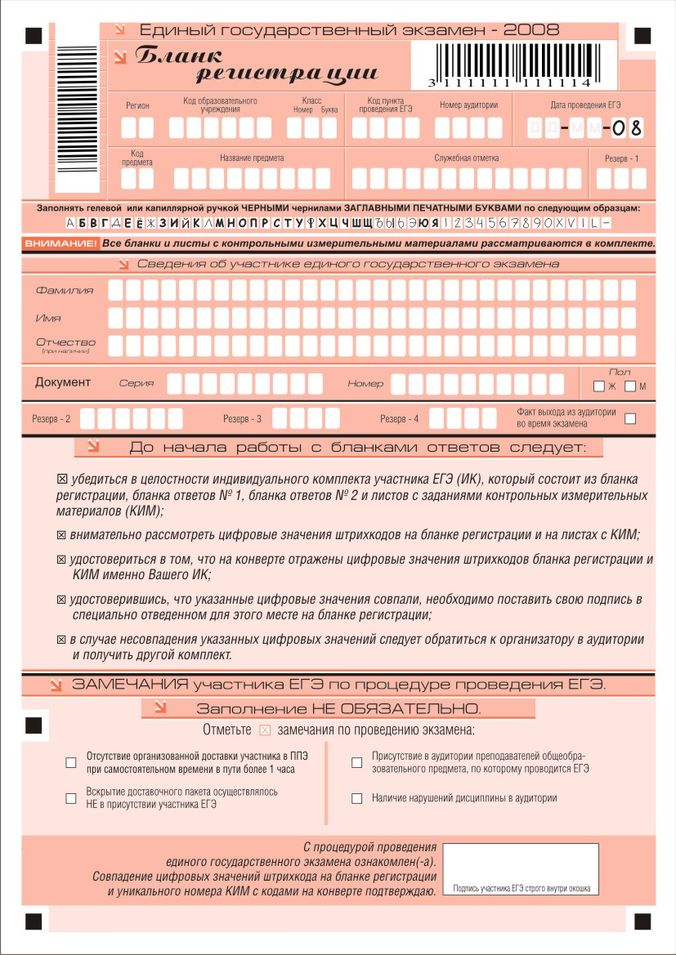 Единый государственный экзамен - 2008
Бланк
регистрации
3 111111 111114
Регион
Код образовательного
учреждения
Класс
Номер Буква
Код пункта
проведения ЕГЭ
Номер аудитории
Дата проведения ЕГЭ
ДД-ММ-08
Код
предмета
Название предмета
Служебная отметка
Резерв - 1
Заполнять гелевой или капиллярной ручкой ЧЕРНЫМИ чернилами ЗАГЛАВНЫМИ ПЕЧАТНЫМИ БУКВАМИ по следующим образцам:
АБВГДЕЁЖЗИЙКЛМНОПРСТУФХЦЧШЩЪЫЬЭЮЯ1234567890XVIL-
ВНИМАНИЕ! Все бланки и листы с контрольными измерительными материалами рассматриваются в комплекте.
Сведения об участнике единого государственного экзамена
Фамилия
Имя
Отчество
(при наличии)
Документ Серия Номер
Пол
Ж М
Резерв - 2 Резерв - 3 Резерв - 4
Факт выхода из аудитории
во время экзамена
До начала работы с бланками ответов следует:
убедиться в целостности индивидуального комплекта участника ЕГЭ (ИК), который состоит из бланка
регистрации, бланка ответов № 1, бланка ответов № 2 и листов с заданиями контрольных измерительных
материалов (КИМ);
внимательно рассмотреть цифровые значения штрихкодов на бланке регистрации и на листах с КИМ;
удостовериться в том, что на конверте отражены цифровые значения штрихкодов бланка регистрации и
КИМ именно Вашего ИК;
удостоверившись, что указанные цифровые значения совпали, необходимо поставить свою подпись в
специально отведенном для этого месте на бланке регистрации;
в случае несовпадения указанных цифровых значений следует обратиться к организатору в аудитории
и получить другой комплект.
ЗАМЕЧАНИЯ участника ЕГЭ по процедуре проведения ЕГЭ.
Заполнение НЕ ОБЯЗАТЕЛЬНО.
Отметьте замечания по проведению экзамена:
Отсутствие организованной доставки участника в ППЭ
при самостоятельном времени в пути более 1 часа
Вскрытие доставочного пакета осуществлялось
НЕ в присутствии участника ЕГЭ
Присутствие в аудитории преподавателей общеобра-
зовательного предмета, по которому проводится ЕГЭ
Наличие нарушений дисциплины в аудитории
С процедурой проведения
единого государственного экзамена ознакомлен(-а).
Совпадение цифровых значений штрихкода на бланке регистрации
и уникального номера КИМ с кодами на конверте подтверждаю.
Подпись участника ЕГЭ строго внутри окошка